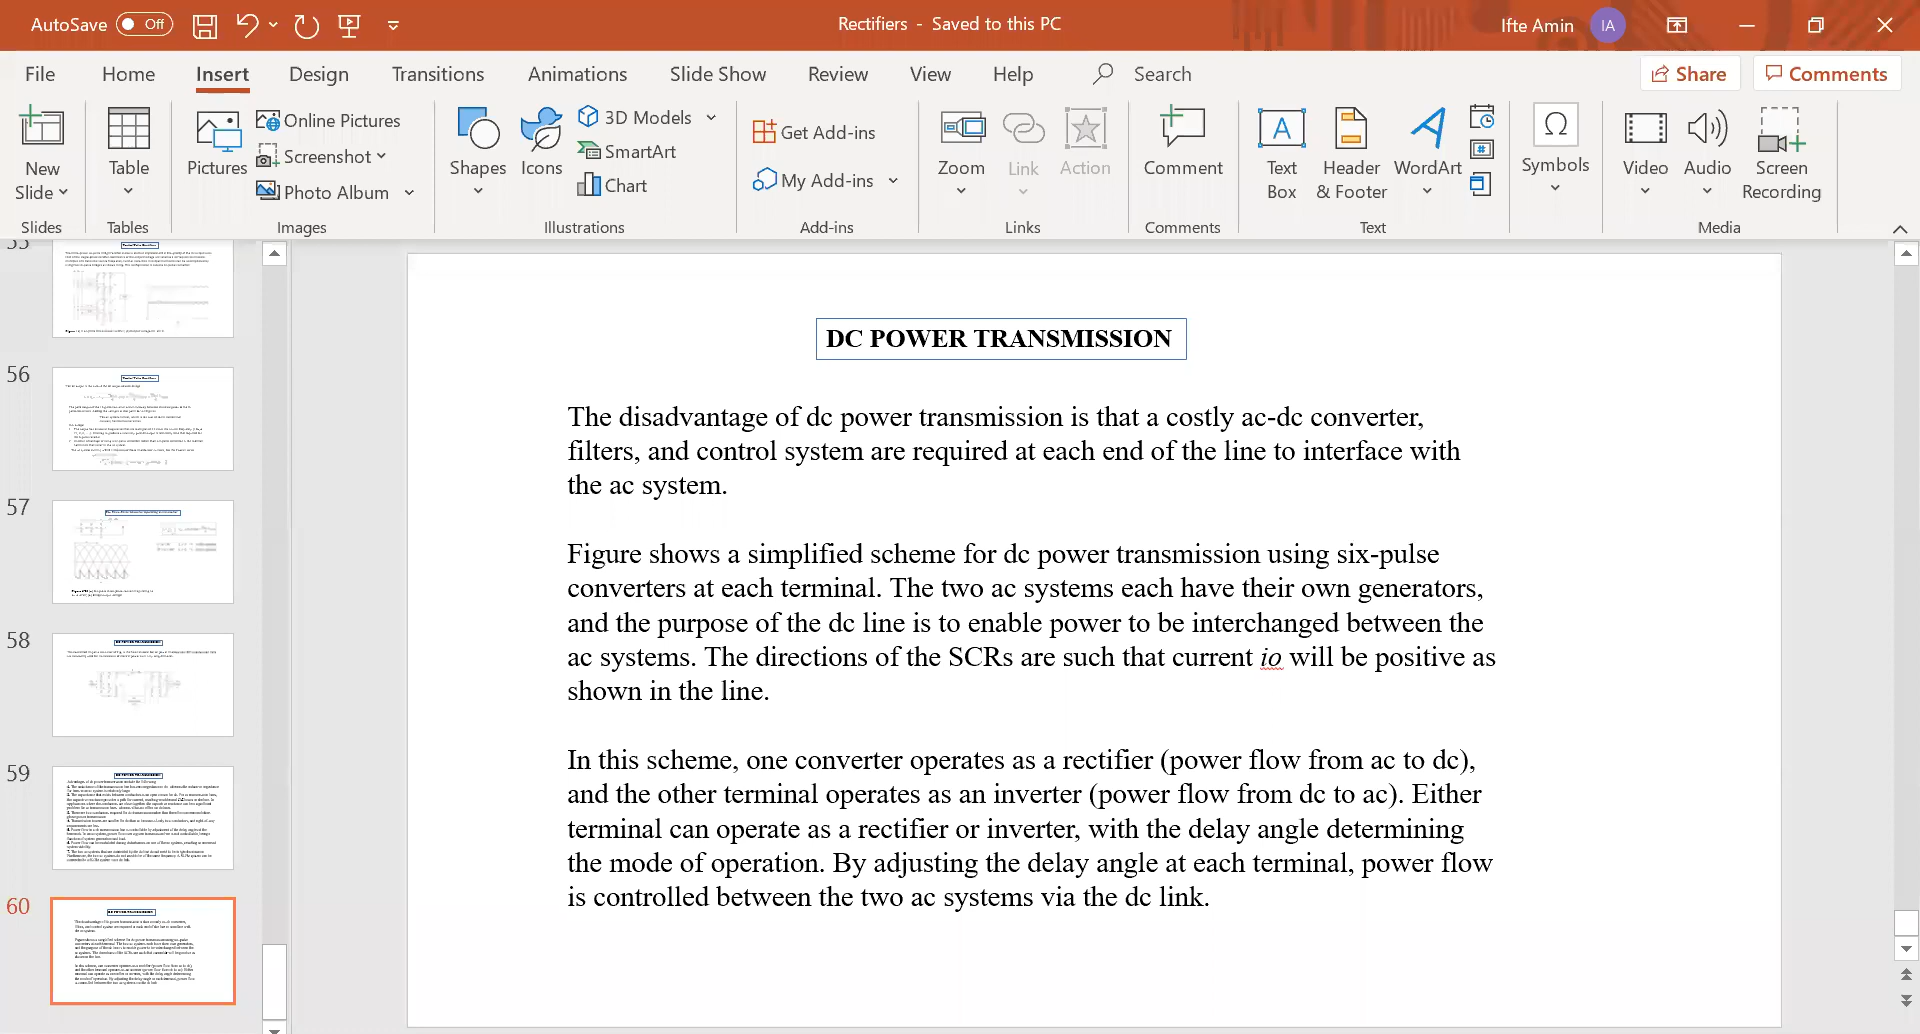 AutoSave Off
Rectifiers - Saved to this PC
Ifte Amin IA
File Home Insert Design Transitions Animations Slide Show Review View Help Search Share Comments
New Slide
Table
Pictures
Online Pictures
Screenshot
Photo Album
Shapes
Icons
3D Models
SmartArt
Chart
Get Add-ins
My Add-ins
Zoom
Link
Action
Comment
Text Box
Header & Footer
WordArt
Symbols
Video
Audio
Screen Recording
Slides Tables Images Illustrations Add-ins Links Comments Text Media
55
56
57
58
59
60
DC POWER TRANSMISSION
The disadvantage of dc power transmission is that a costly ac-dc converter,
filters, and control system are required at each end of the line to interface with
the ac system.
Figure shows a simplified scheme for dc power transmission using six-pulse
converters at each terminal. The two ac systems each have their own generators,
and the purpose of the dc line is to enable power to be interchanged between the
ac systems. The directions of the SCRs are such that current io will be positive as
shown in the line.
In this scheme, one converter operates as a rectifier (power flow from ac to dc),
and the other terminal operates as an inverter (power flow from dc to ac). Either
terminal can operate as a rectifier or inverter, with the delay angle determining
the mode of operation. By adjusting the delay angle at each terminal, power flow
is controlled between the two ac systems via the dc link.